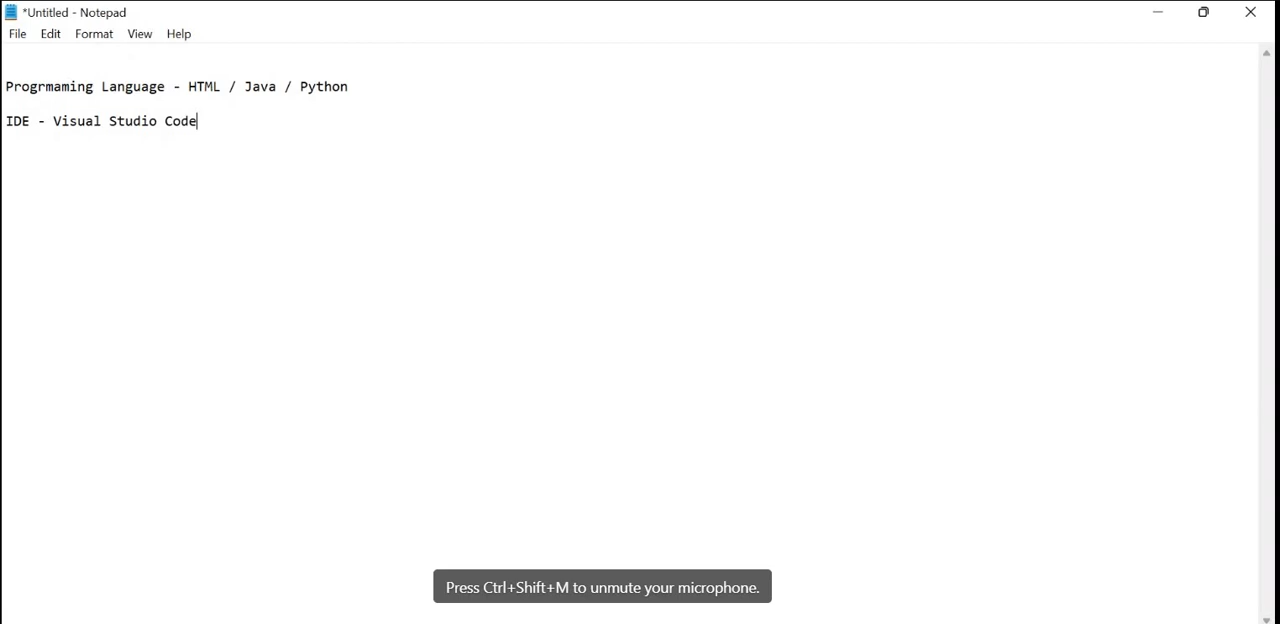 *Untitled - Notepad
File Edit Format View Help
Progrmaming Language - HTML / Java / Python
IDE - Visual Studio Code
Press Ctrl+Shift+M to unmute your microphone.